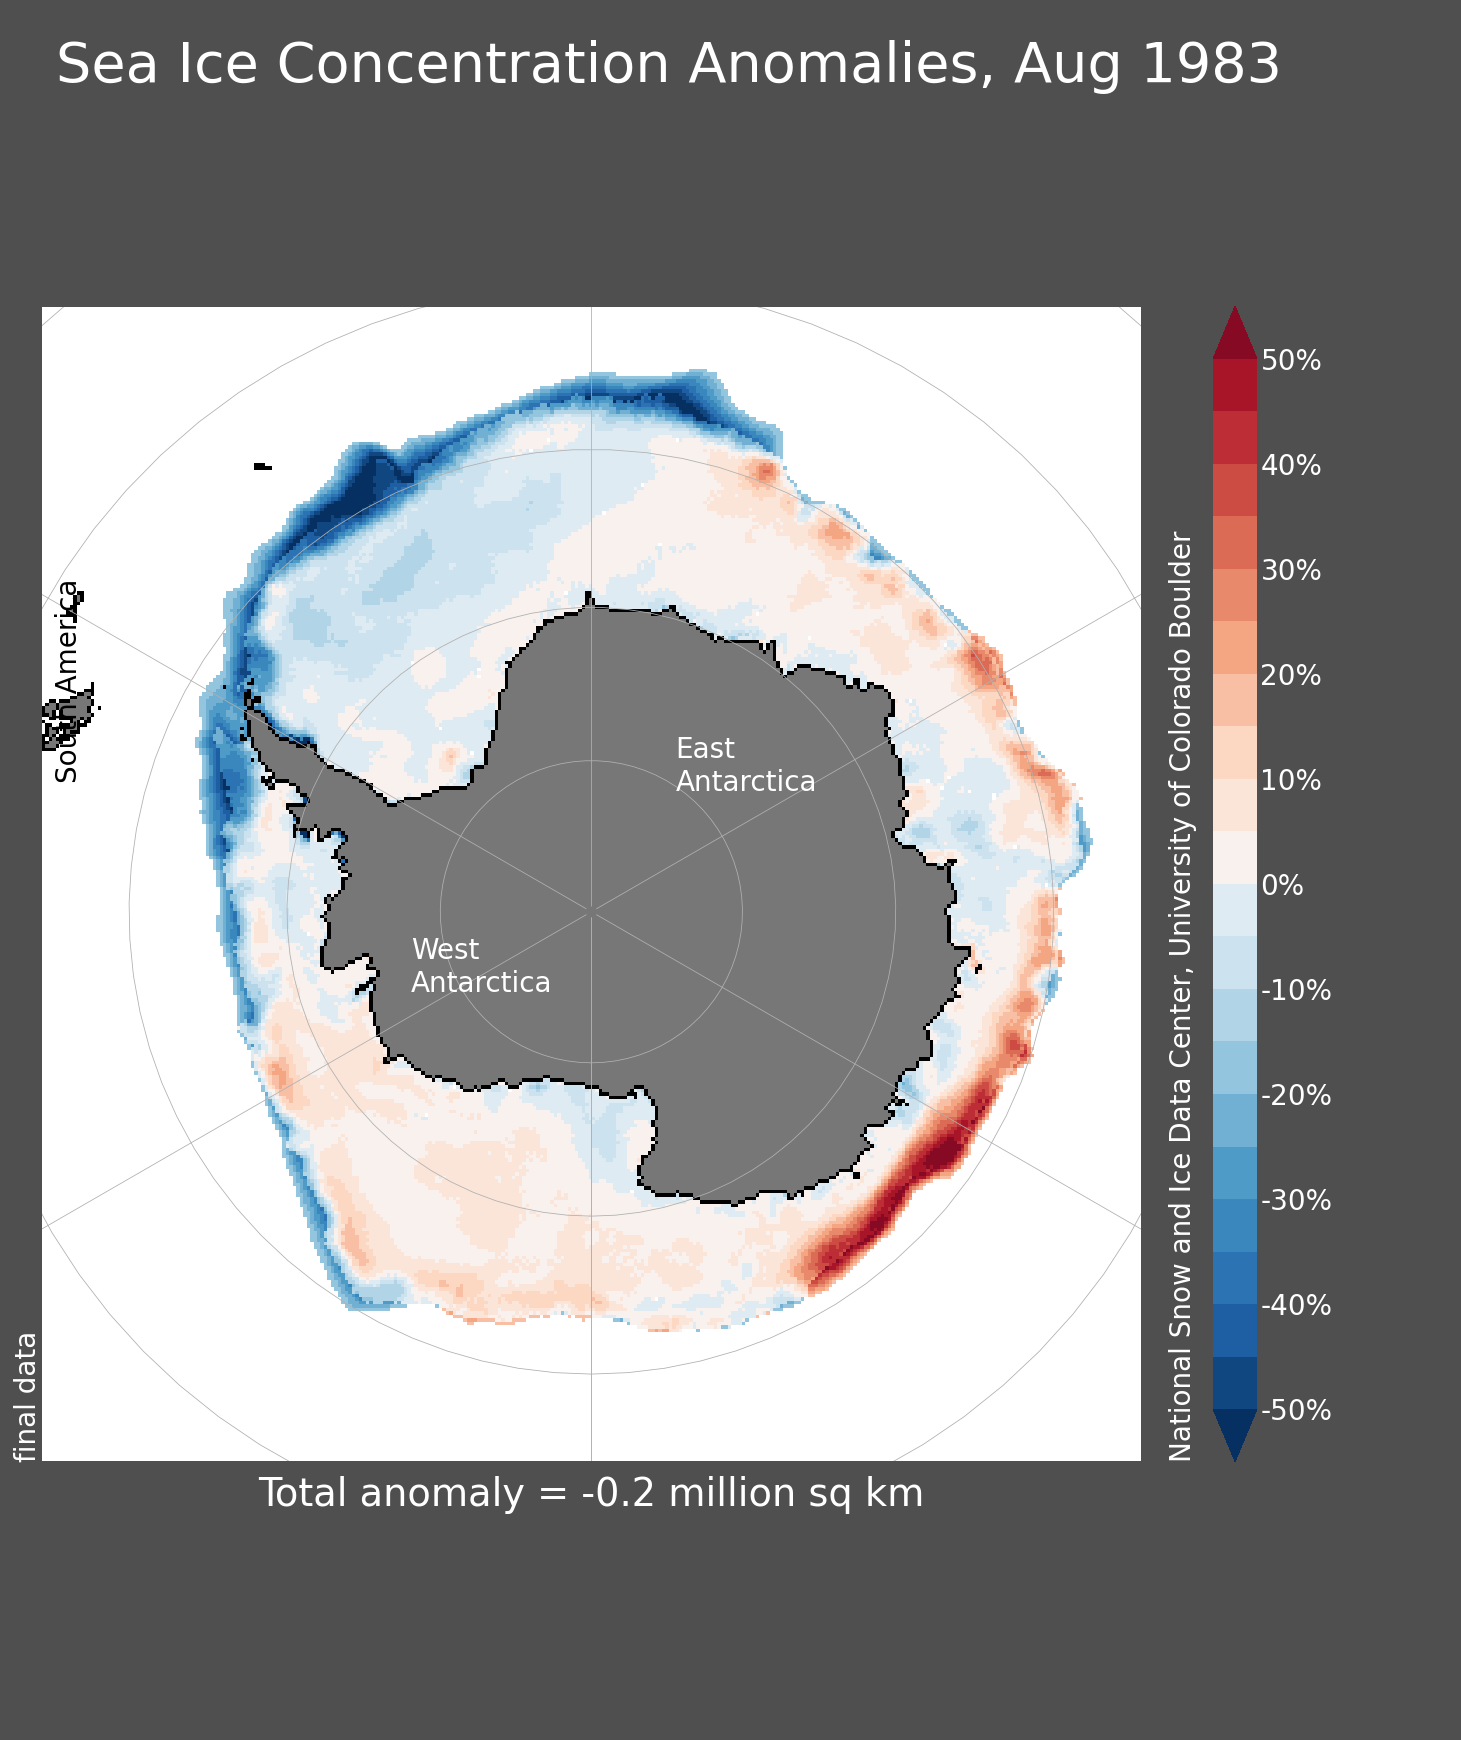 Sea Ice Concentration Anomalies, Aug 1983
South America
East
Antarctica
West
Antarctica
final data
National Snow and Ice Data Center, University of Colorado Boulder
50%
40%
30%
20%
10%
0%
-10%
-20%
-30%
-40%
-50%
Total anomaly = -0.2 million sq km